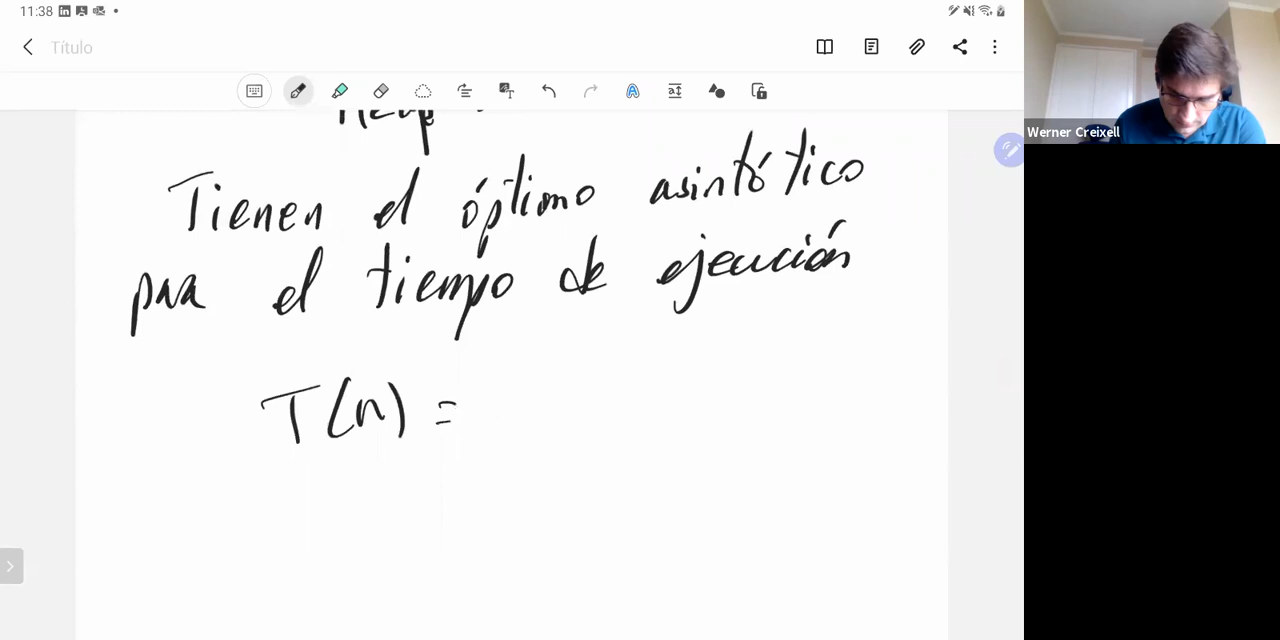 11:38
Título
Werner Creixell
Tienen el óptimo asintótico
para el tiempo de ejecución
T(n) =